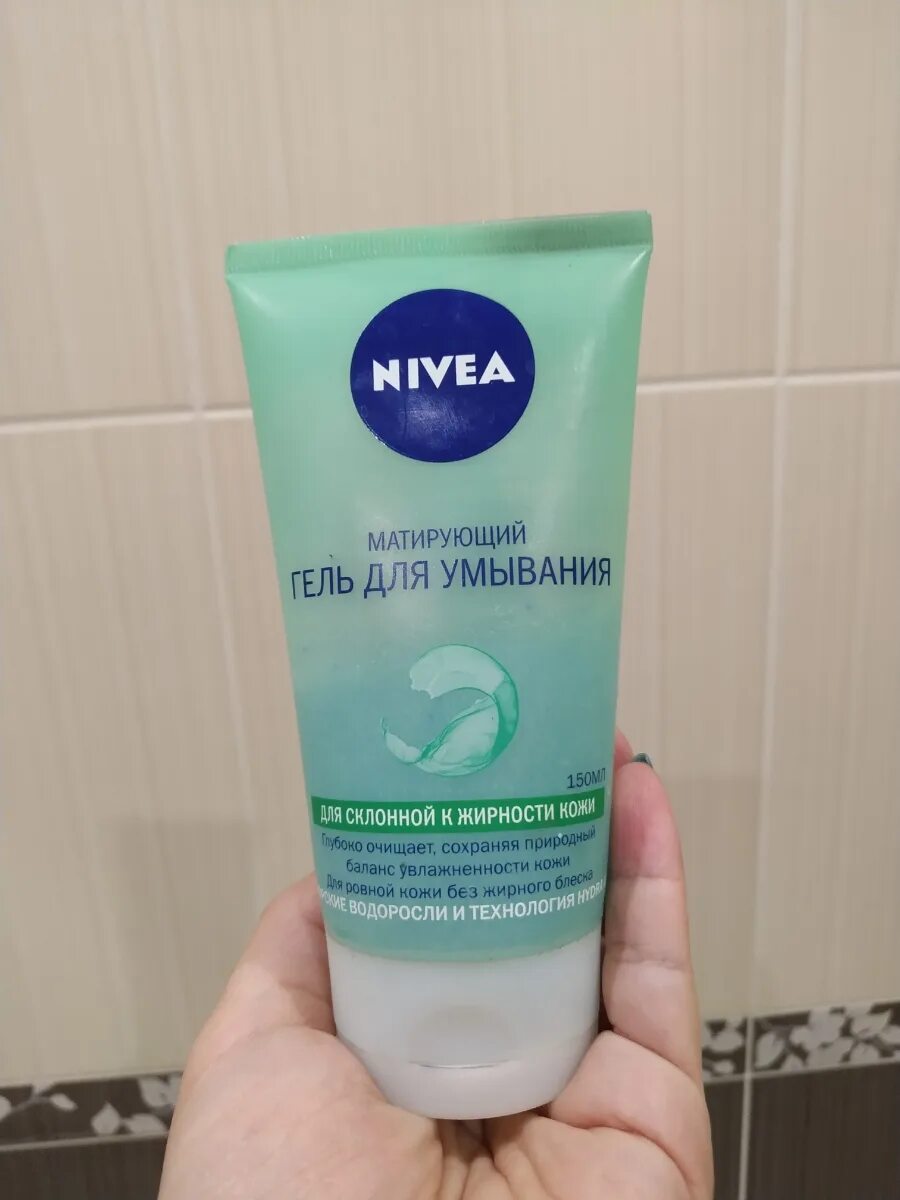 NIVEA
МАТИРУЮЩИЙ
ГЕЛЬ ДЛЯ УМЫВАНИЯ
150МЛ
ДЛЯ СКЛОННОЙ К ЖИРНОСТИ КОЖИ
Глубоко очищает, сохраняя природный
баланс увлажненности кожи
Для ровной кожи без жирного блеска
ВОДОРОСЛИ И ТЕХНОЛОГИЯ